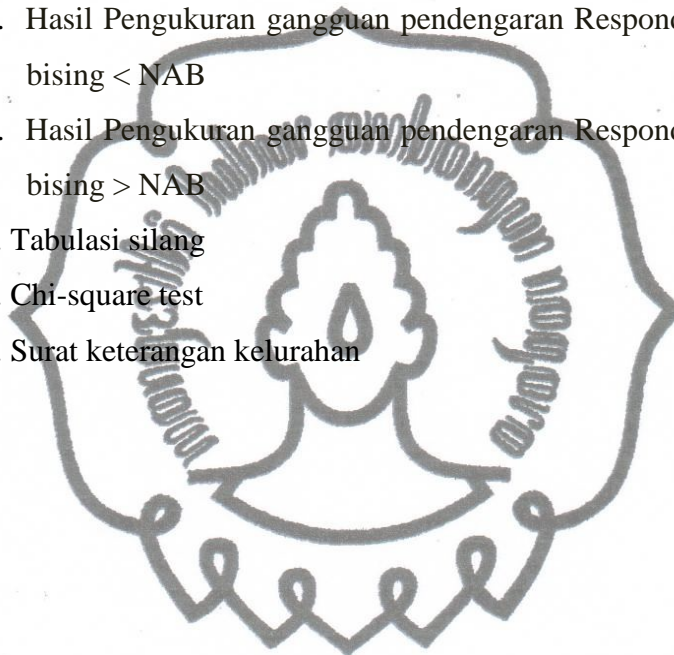 . Hasil Pengukuran gangguan pendengaran Respond
bising < NAB
. Hasil Pengukuran gangguan pendengaran Respond
bising > NAB
. Tabulasi silang
. Chi-square test
. Surat keterangan kelurahan